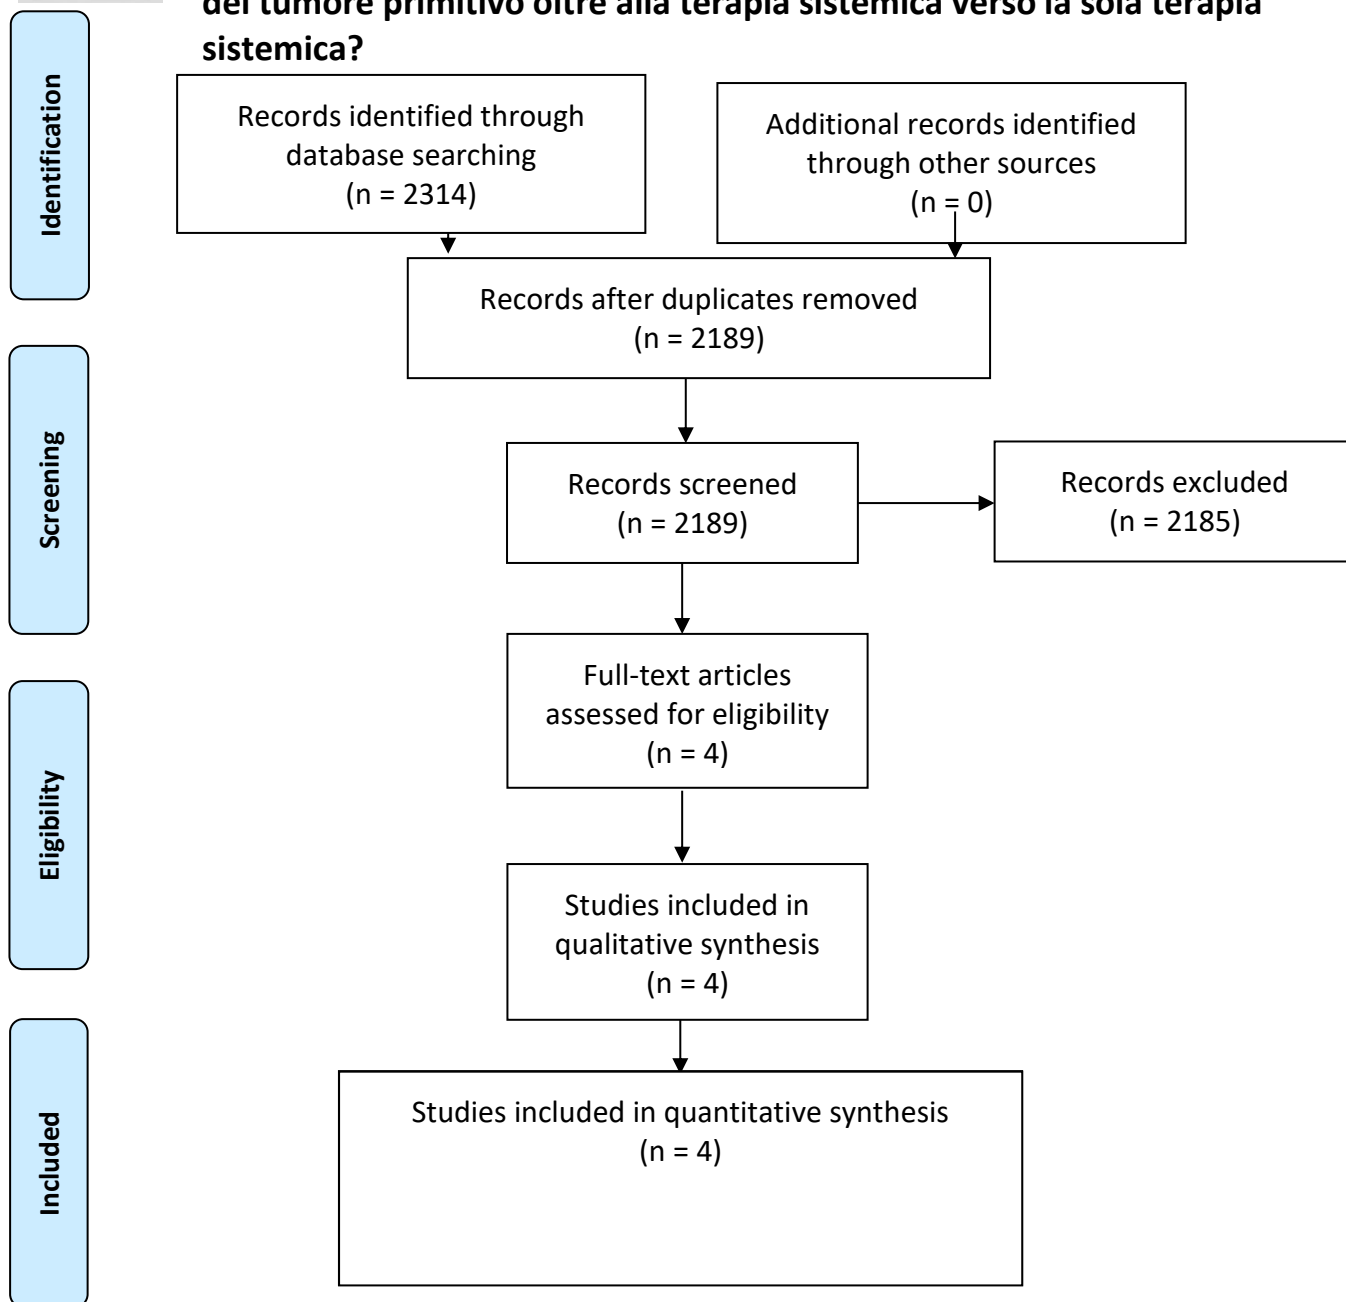 del tumore primitivo oltre alla terapia sistemica verso la sola terapia
sistemica?
Identification
Records identified through
database searching
(n = 2314)
Additional records identified
through other sources
(n = 0)
Records after duplicates removed
(n = 2189)
Screening
Records screened
(n = 2189)
Records excluded
(n = 2185)
Eligibility
Full-text articles
assessed for eligibility
(n = 4)
Studies included in
qualitative synthesis
(n = 4)
Included
Studies included in quantitative synthesis
(n = 4)